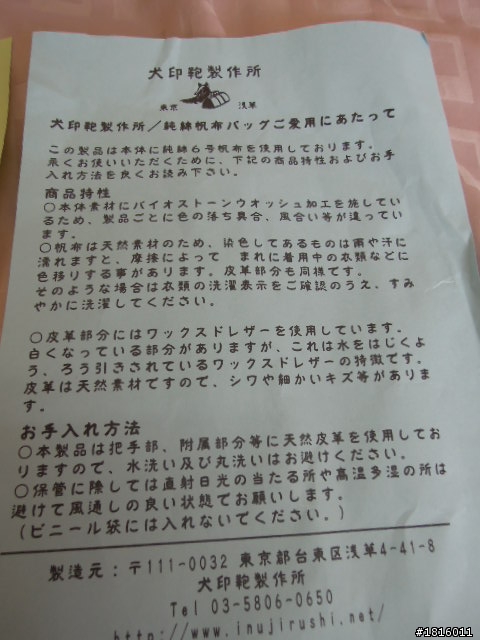 犬印鞄製作所
東京 浅草
犬印鞄製作所／純綿帆布バッグご愛用にあたって
この製品は本体に純綿6号帆布を使用しております。
永くお使いいただくために、下記の商品特性およびお手
入れ方法を良くお読み下さい。
商品特性
○本体素材にバイオストーンウオッシュ加工を施してい
るため、製品ごとに色の落ち具合、風合い等が違ってい
ます。
○帆布は天然素材のため、染色してあるものは雨や汗に
濡れますと、摩擦によって まれに着用中の衣類などに
色移りする事があります。皮革部分も同様です。
そのような場合は衣類の洗濯表示をご確認のうえ、すみ
やかに洗濯してください。
○皮革部分にはワックスドレザーを使用しています。
白くなっている部分がありますが、これは水をはじくよ
う、ろう引きされているワックスドレザーの特徴です。
皮革は天然素材ですので、シワや細かいキズ等がありま
す。
お手入れ方法
○本製品は把手部、附属部分等に天然皮革を使用してお
りますので、水洗い及び丸洗いはお避けください。
○保管に際しては直射日光の当たる所や高温多湿の所は
避けて風通しの良い状態でお願いします。
(ビニール袋には入れないでください。)
製造元：〒111-0032 東京都台東区浅草4-41-8
犬印鞄製作所
Tel 03-5806-0650
http://www.inujirushi.net/
#1816011